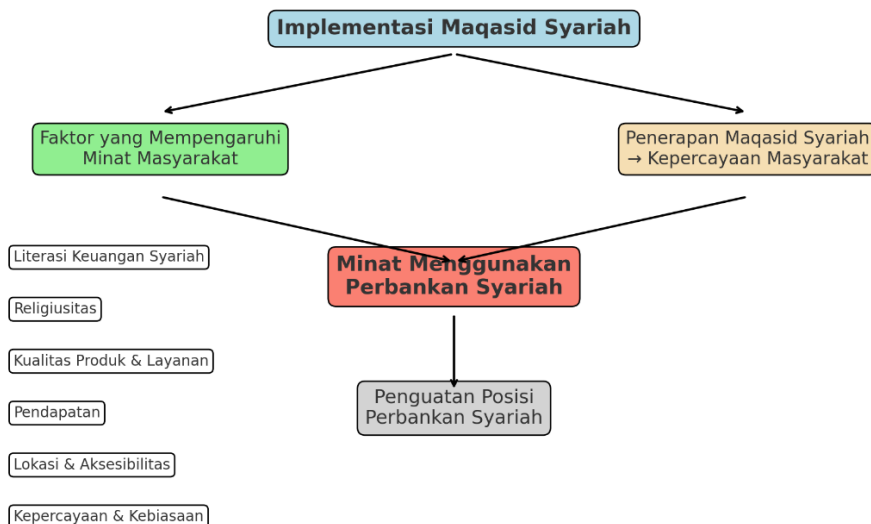 Implementasi Maqasid Syariah
Faktor yang Mempengaruhi
Minat Masyarakat
Penerapan Maqasid Syariah
→ Kepercayaan Masyarakat
Literasi Keuangan Syariah
Religiusitas
Kualitas Produk & Layanan
Pendapatan
Lokasi & Aksesibilitas
Kepercayaan & Kebiasaan
Minat Menggunakan
Perbankan Syariah
Penguatan Posisi
Perbankan Syariah